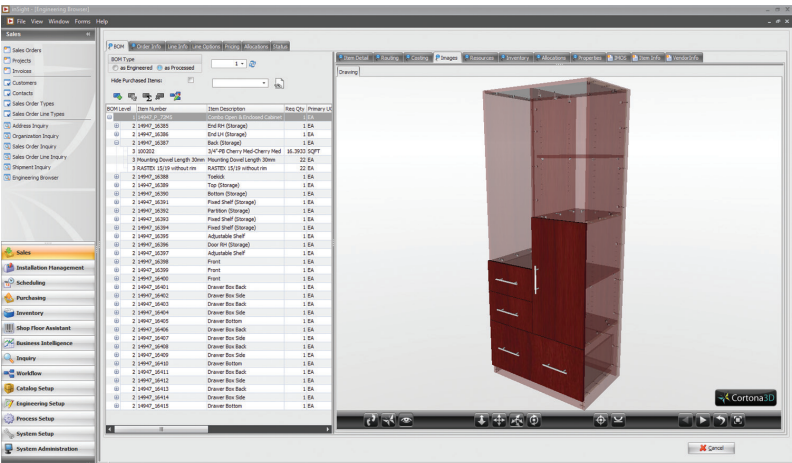 InSight - [Engineering Browser]
File View Window Forms Help
Sales
Sales Orders
Projects
Invoices
Customers
Contacts
Sales Order Types
Sales Order Line Types
Address Inquiry
Organization Inquiry
Sales Order Inquiry
Sales Order Line Inquiry
Shipment Inquiry
Engineering Browser
Sales
Installation Management
Scheduling
Purchasing
Inventory
Shop Floor Assistant
Business Intelligence
Inquiry
Workflow
Catalog Setup
Engineering Setup
Process Setup
System Setup
System Administration
BOM Order Info Line Info Line Options Pricing Allocations Status
BOM Type
as Engineered as Processed 1
Hide Purchased Items:
BOM Level Item Number Item Description Req Qty Primary UO
1 14947_P_72MS Combo Open & Enclosed Cabinet 1 EA
2 14947_16385 End RH (Storage) 1 EA
2 14947_16386 End LH (Storage) 1 EA
2 14947_16387 Back (Storage) 1 EA
3 100202 3/4"-PB Cherry Med-Cherry Med 16.3933 SQFT
3 Mounting Dowel Length 30mm Mounting Dowel Length 30mm 22 EA
3 RASTEX 15/19 without rim RASTEX 15/19 without rim 22 EA
2 14947_16388 Toekick 1 EA
2 14947_16389 Top (Storage) 1 EA
2 14947_16390 Bottom (Storage) 1 EA
2 14947_16391 Fixed Shelf (Storage) 1 EA
2 14947_16392 Partition (Storage) 1 EA
2 14947_16393 Fixed Shelf (Storage) 1 EA
2 14947_16394 Fixed Shelf (Storage) 1 EA
2 14947_16395 Adjustable Shelf 1 EA
2 14947_16396 Door RH (Storage) 1 EA
2 14947_16397 Adjustable Shelf 1 EA
2 14947_16398 Front 1 EA
2 14947_16399 Front 1 EA
2 14947_16400 Front 1 EA
2 14947_16401 Drawer Box Back 1 EA
2 14947_16402 Drawer Box Side 1 EA
2 14947_16403 Drawer Box Back 1 EA
2 14947_16404 Drawer Box Side 1 EA
2 14947_16405 Drawer Bottom 1 EA
2 14947_16406 Drawer Box Back 1 EA
2 14947_16407 Drawer Box Side 1 EA
2 14947_16408 Drawer Box Back 1 EA
2 14947_16409 Drawer Box Side 1 EA
2 14947_16410 Drawer Bottom 1 EA
2 14947_16411 Drawer Box Back 1 EA
2 14947_16412 Drawer Box Side 1 EA
2 14947_16413 Drawer Box Back 1 EA
2 14947_16414 Drawer Box Side 1 EA
2 14947_16415 Drawer Bottom 1 EA
Item Detail Routing Costing Images Resources Inventory Allocations Properties IMOS Item Info VendorInfo
Drawing
Cortona3D
Cancel